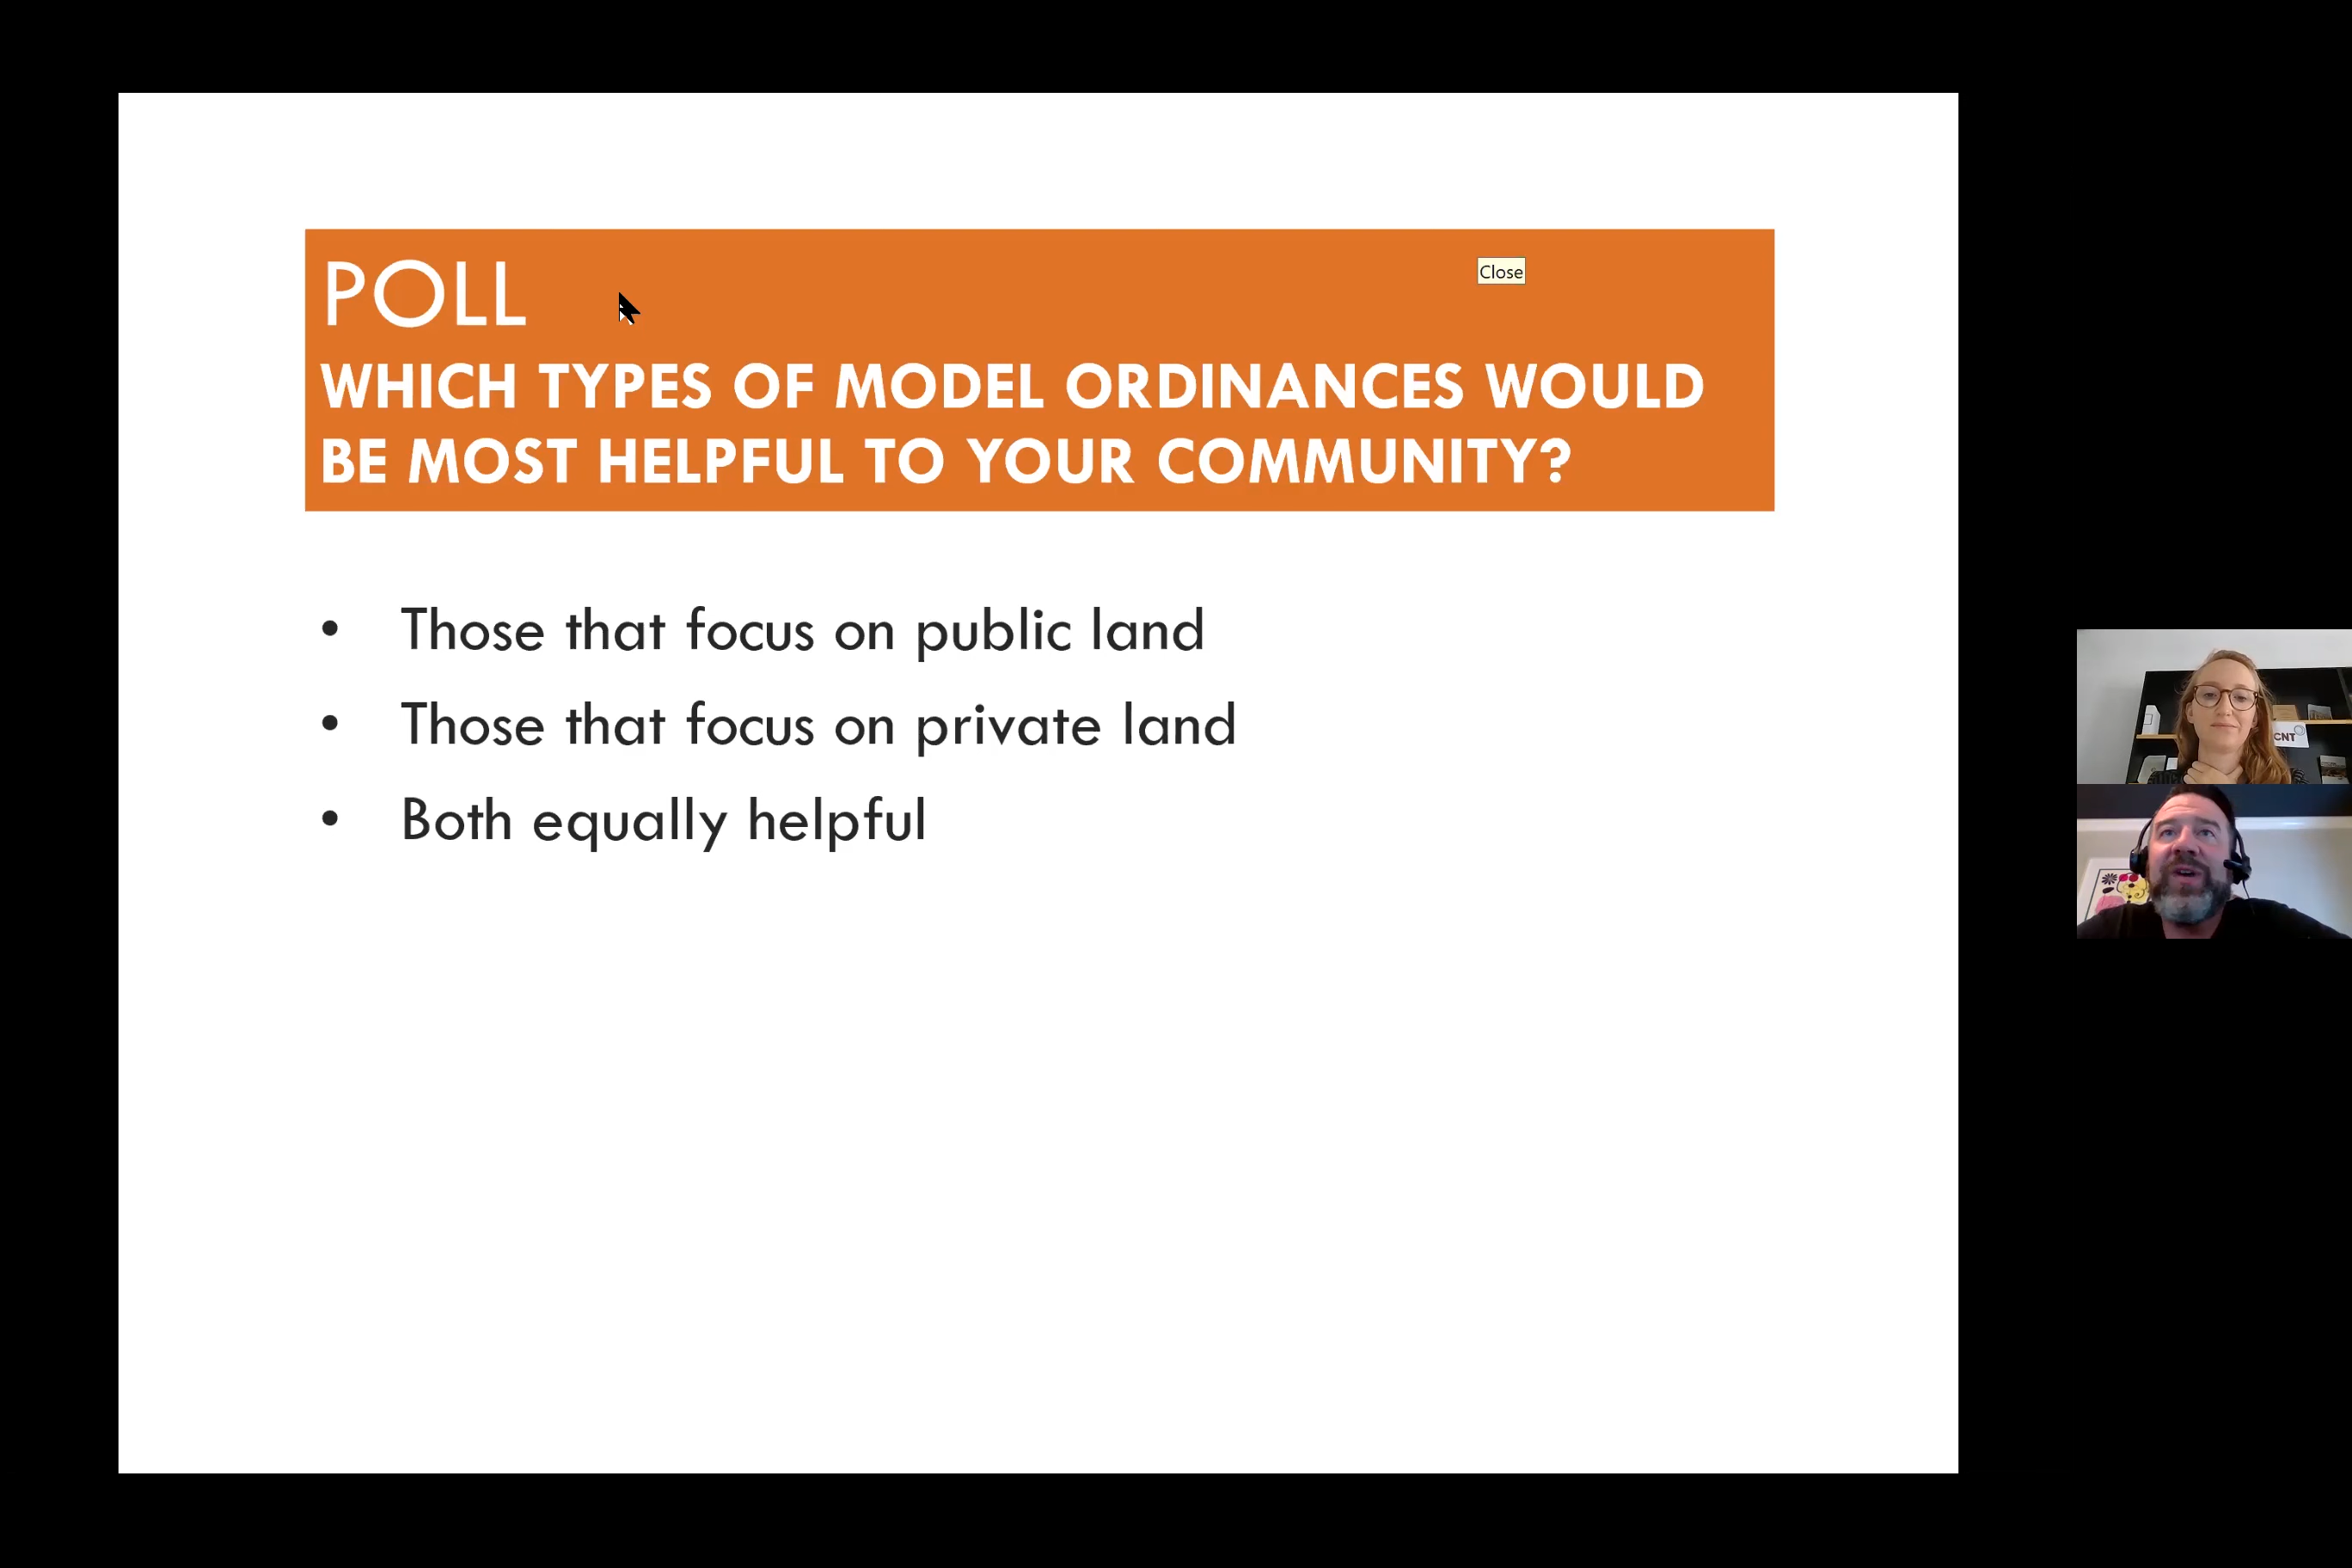 POLL
Close
WHICH TYPES OF MODEL ORDINANCES WOULD
BE MOST HELPFUL TO YOUR COMMUNITY?
• Those that focus on public land
• Those that focus on private land
• Both equally helpful
CNT